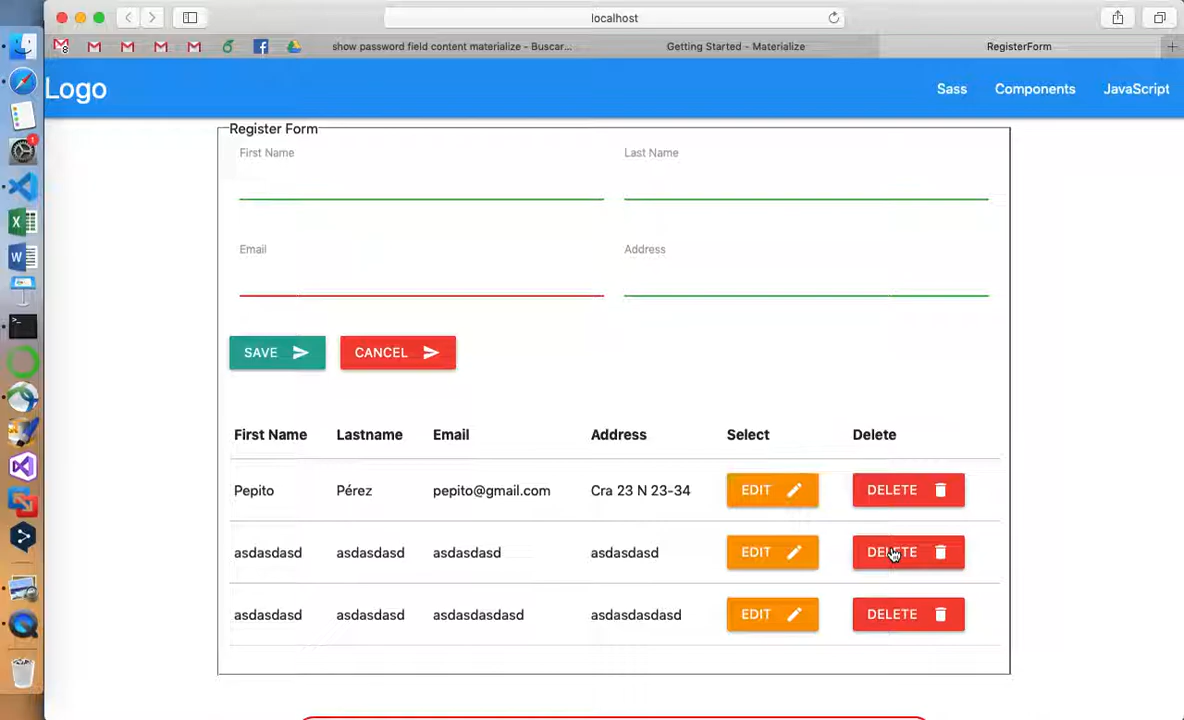 localhost
show password field content materialize - Buscar...
Getting Started - Materialize
RegisterForm
Logo
Sass
Components
JavaScript
Register Form
First Name
Last Name
Email
Address
SAVE
CANCEL
First Name Lastname Email Address Select Delete
Pepito Pérez pepito@gmail.com Cra 23 N 23-34 EDIT DELETE
asdasdasd asdasdasd asdasdasd asdasdasd EDIT DELETE
asdasdasd asdasdasd asdasdasdasd asdasdasdasd EDIT DELETE